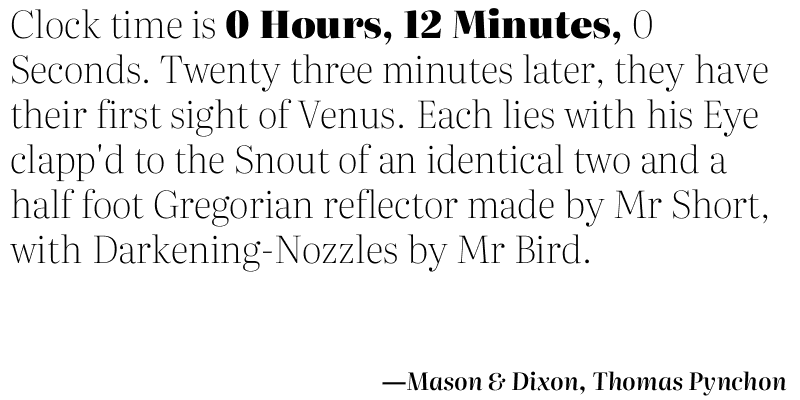 Clock time is 0 Hours, 12 Minutes, 0
Seconds. Twenty three minutes later, they have
their first sight of Venus. Each lies with his Eye
clapp'd to the Snout of an identical two and a
half foot Gregorian reflector made by Mr Short,
with Darkening-Nozzles by Mr Bird.
—Mason & Dixon, Thomas Pynchon